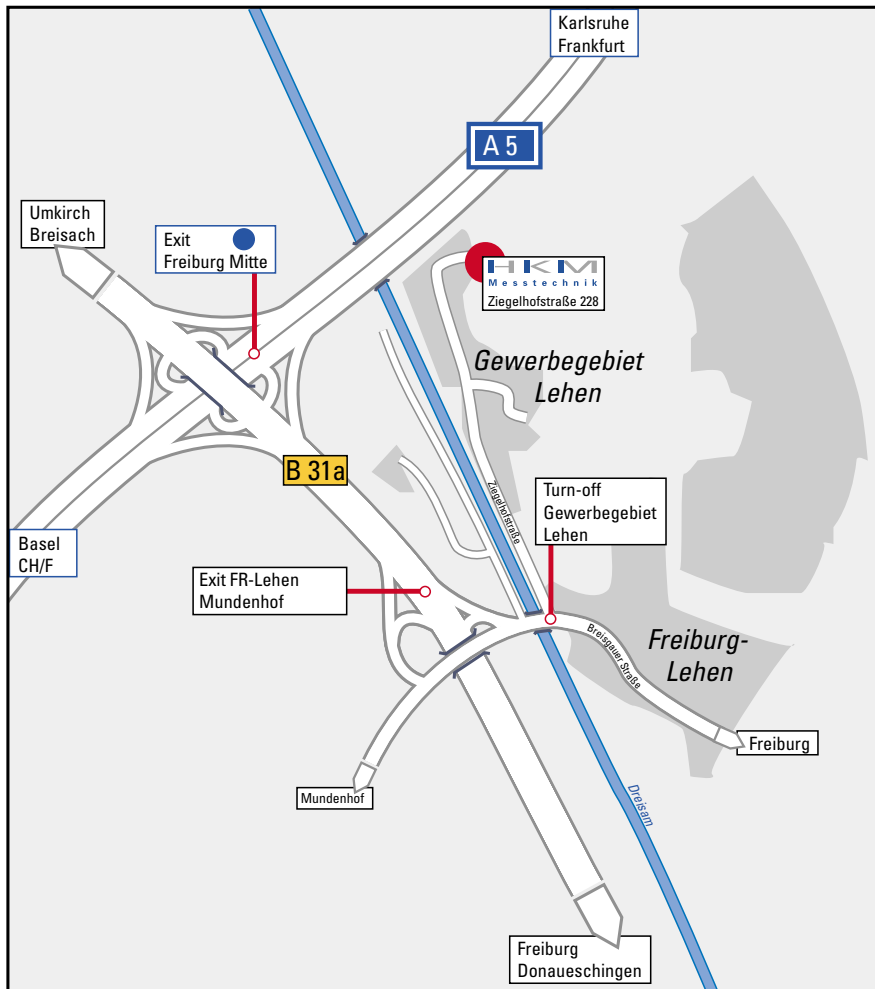 Karlsruhe
Frankfurt
A 5
Umkirch
Breisach
Exit
Freiburg Mitte
HKM
Messtechnik
Ziegelhofstraße 228
Gewerbegebiet
Lehen
B 31a
Ziegelhofstraße
Turn-off
Gewerbegebiet
Lehen
Basel
CH/F
Exit FR-Lehen
Mundenhof
Breisgauer Straße
Freiburg-
Lehen
Freiburg
Mundenhof
Dreisam
Freiburg
Donaueschingen